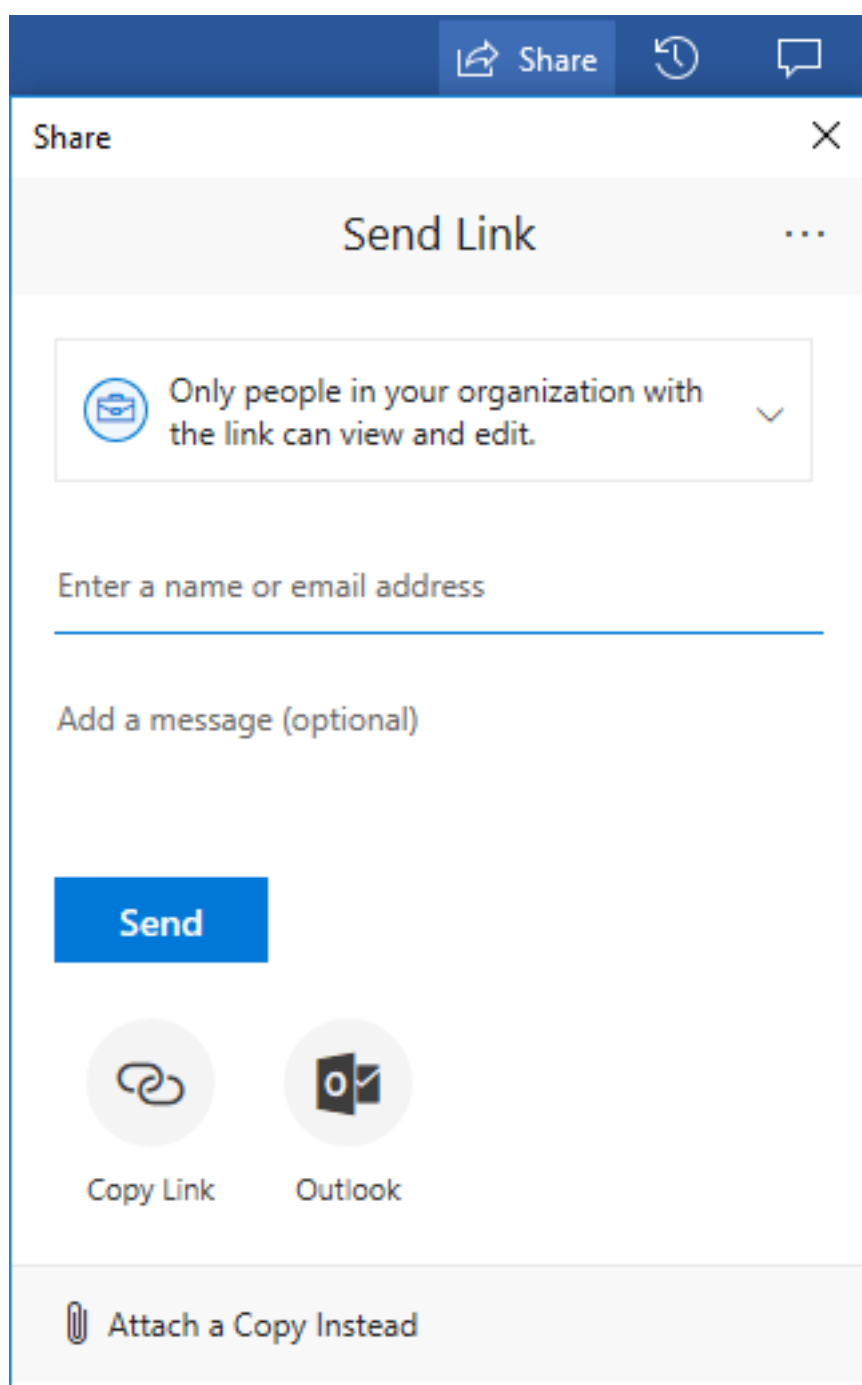 Share
Share
Send Link
Only people in your organization with
the link can view and edit.
Enter a name or email address
Add a message (optional)
Send
Copy Link
Outlook
Attach a Copy Instead